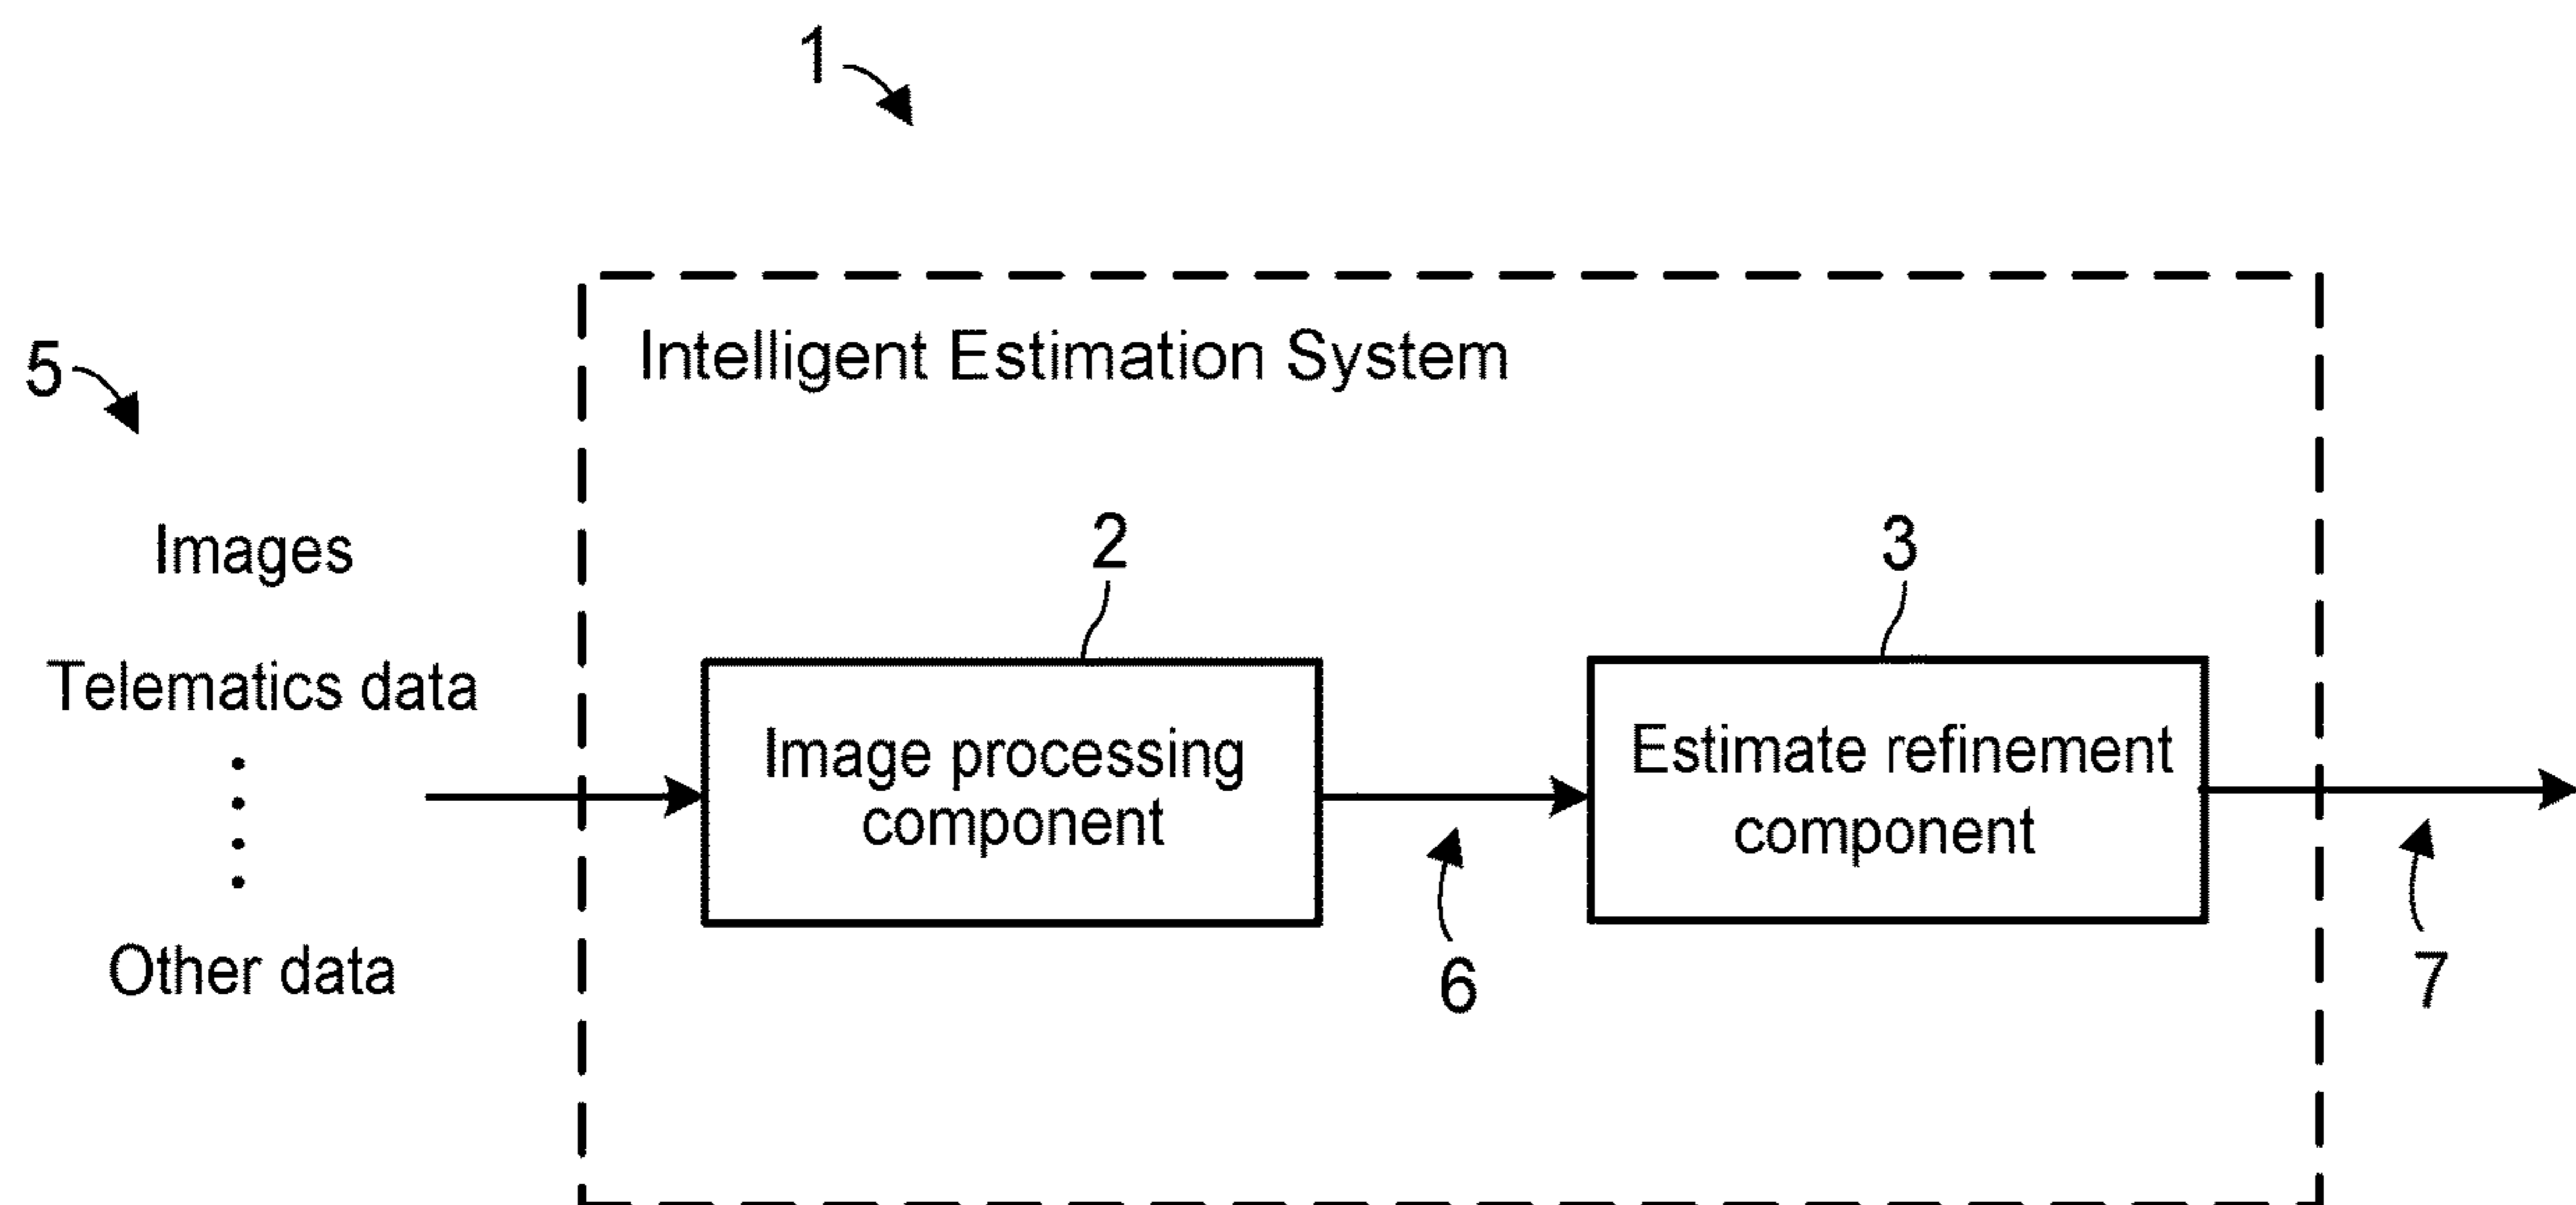 1
5
Intelligent Estimation System
Images
Telematics data
Other data
2
Image processing
component
6
3
Estimate refinement
component
7